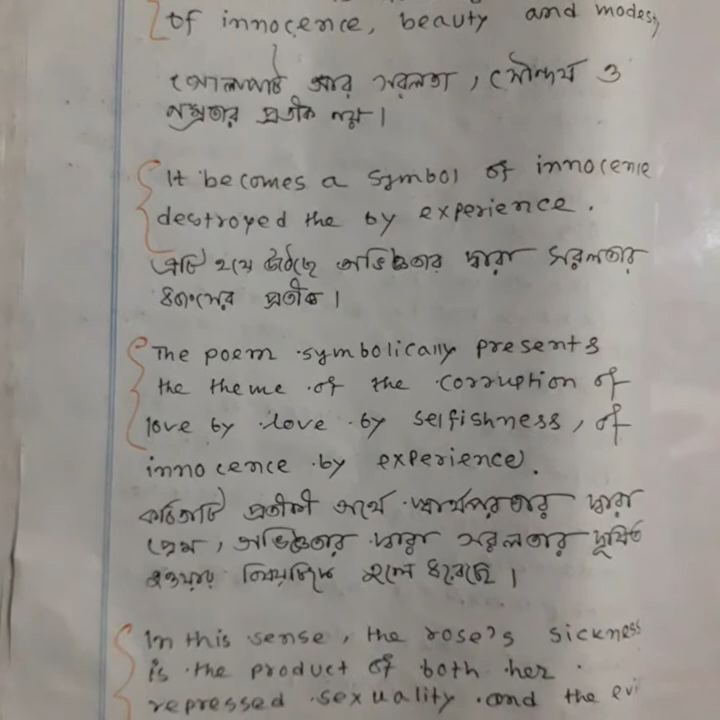 of innocence, beauty and modesty
গোলাপটি আর সরলতা, সৌন্দর্য ও
নম্রতার প্রতীক নয়।
It becomes a symbol of innocence
destroyed the by experience.
এটি হয়ে উঠছে অভিজ্ঞতার দ্বারা সরলতার
ধ্বংসের প্রতীক।
The poem symbolically presents
the theme of the corruption of
love by love by selfishness, of
innocence by experience.
কবিতাটি প্রতীকী অর্থে স্বার্থপরতার দ্বারা
প্রেম, অভিজ্ঞতার দ্বারা সরলতার দূষিত
হওয়ার বিষয়টিকে তুলে ধরেছে।
In this sense, the rose's sickness
is the product of both her
repressed sexuality and the